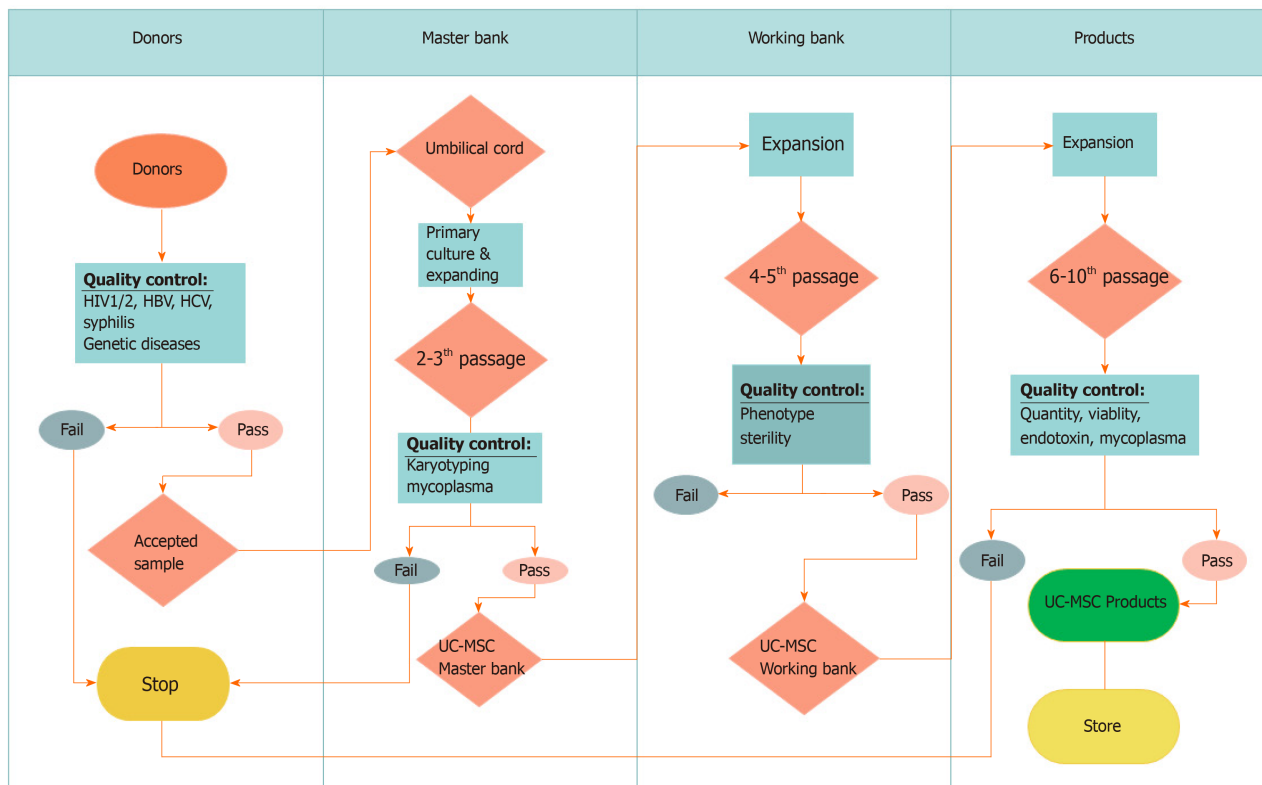 Donors
Master bank
Working bank
Products
Donors
Quality control:
HIV1/2, HBV, HCV,
syphilis
Genetic diseases
Fail
Pass
Accepted
sample
Stop
Umbilical cord
Primary
culture &
expanding
2-3th passage
Quality control:
Karyotyping
mycoplasma
Fail
Pass
UC-MSC
Master bank
Expansion
4-5th passage
Quality control:
Phenotype
sterility
Fail
Pass
UC-MSC
Working bank
Expansion
6-10th passage
Quality control:
Quantity, viablity,
endotoxin, mycoplasma
Fail
Pass
UC-MSC Products
Store